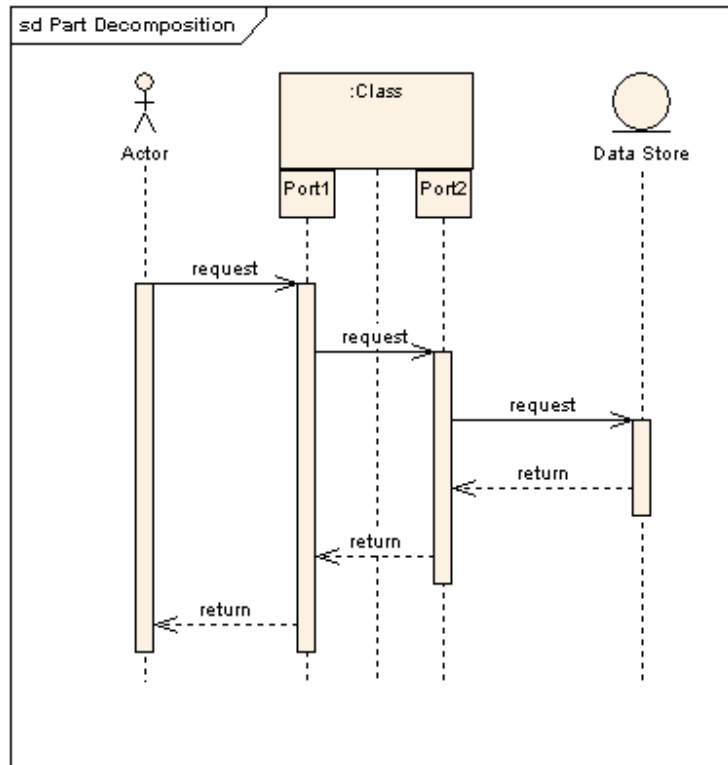 sd Part Decomposition
:Class
Actor
Data Store
Port1
Port2
request
request
request
return
return
return